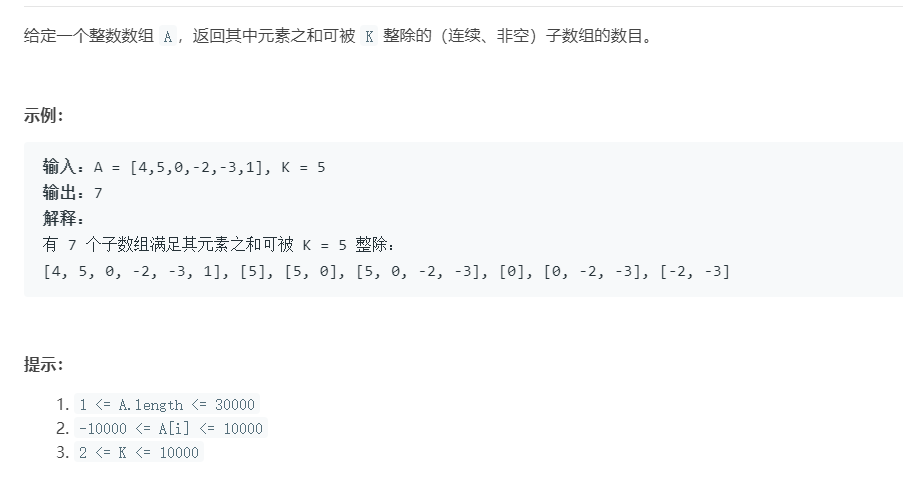 给定一个整数数组 A，返回其中元素之和可被 K 整除的（连续、非空）子数组的数目。
示例：
输入：A = [4,5,0,-2,-3,1], K = 5
输出：7
解释：
有 7 个子数组满足其元素之和可被 K = 5 整除：
[4, 5, 0, -2, -3, 1], [5], [5, 0], [5, 0, -2, -3], [0], [0, -2, -3], [-2, -3]
提示：
1. 1 <= A.length <= 30000
2. -10000 <= A[i] <= 10000
3. 2 <= K <= 10000